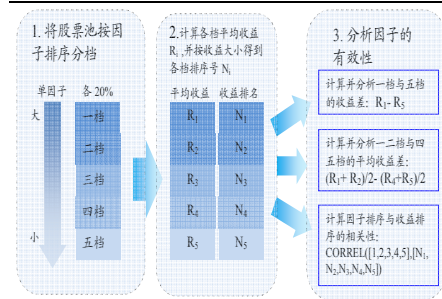 1. 将股票池按因
子排序分档
单因子 各 20%
大
一档
二档
三档
四档
小
五档
2.计算各档平均收益
Ri ,并按收益大小得到
各档排序号 Ni
平均收益 收益排名
R1 N1
R2 N2
R3 N3
R4 N4
R5 N5
3. 分析因子的
有效性
计算并分析一档与五档
的收益差: R1- R5
计算并分析一二档与四
五档的平均收益差:
(R1+ R2)/2- (R4+R5)/2
计算因子排序与收益排
序的相关性:
CORREL([1,2,3,4,5],[N1,
N2,N3,N4,N5])